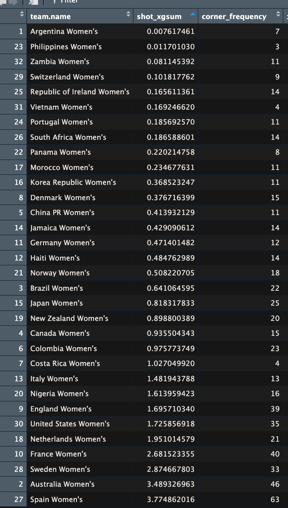 Filter
team.name shot_xgsum corner_frequency
1 Argentina Women's 0.007617461 7
23 Philippines Women's 0.011701030 3
32 Zambia Women's 0.081145392 11
29 Switzerland Women's 0.101817762 9
25 Republic of Ireland Women's 0.165611361 14
31 Vietnam Women's 0.169246620 4
24 Portugal Women's 0.185692570 11
26 South Africa Women's 0.186588601 14
22 Panama Women's 0.220214758 8
17 Morocco Women's 0.234677631 11
16 Korea Republic Women's 0.368523247 11
8 Denmark Women's 0.376716399 15
5 China PR Women's 0.413932129 11
14 Jamaica Women's 0.429090612 14
11 Germany Women's 0.471401482 12
12 Haiti Women's 0.484762989 14
21 Norway Women's 0.508220705 18
3 Brazil Women's 0.641064595 22
15 Japan Women's 0.818317833 25
19 New Zealand Women's 0.898800389 20
4 Canada Women's 0.935504343 15
6 Colombia Women's 0.975773749 23
7 Costa Rica Women's 1.027049920 4
13 Italy Women's 1.481943788 13
20 Nigeria Women's 1.613959423 16
9 England Women's 1.695710340 39
30 United States Women's 1.725856918 35
18 Netherlands Women's 1.951014579 21
10 France Women's 2.681523355 40
28 Sweden Women's 2.874667803 33
2 Australia Women's 3.489326963 46
27 Spain Women's 3.774862016 63